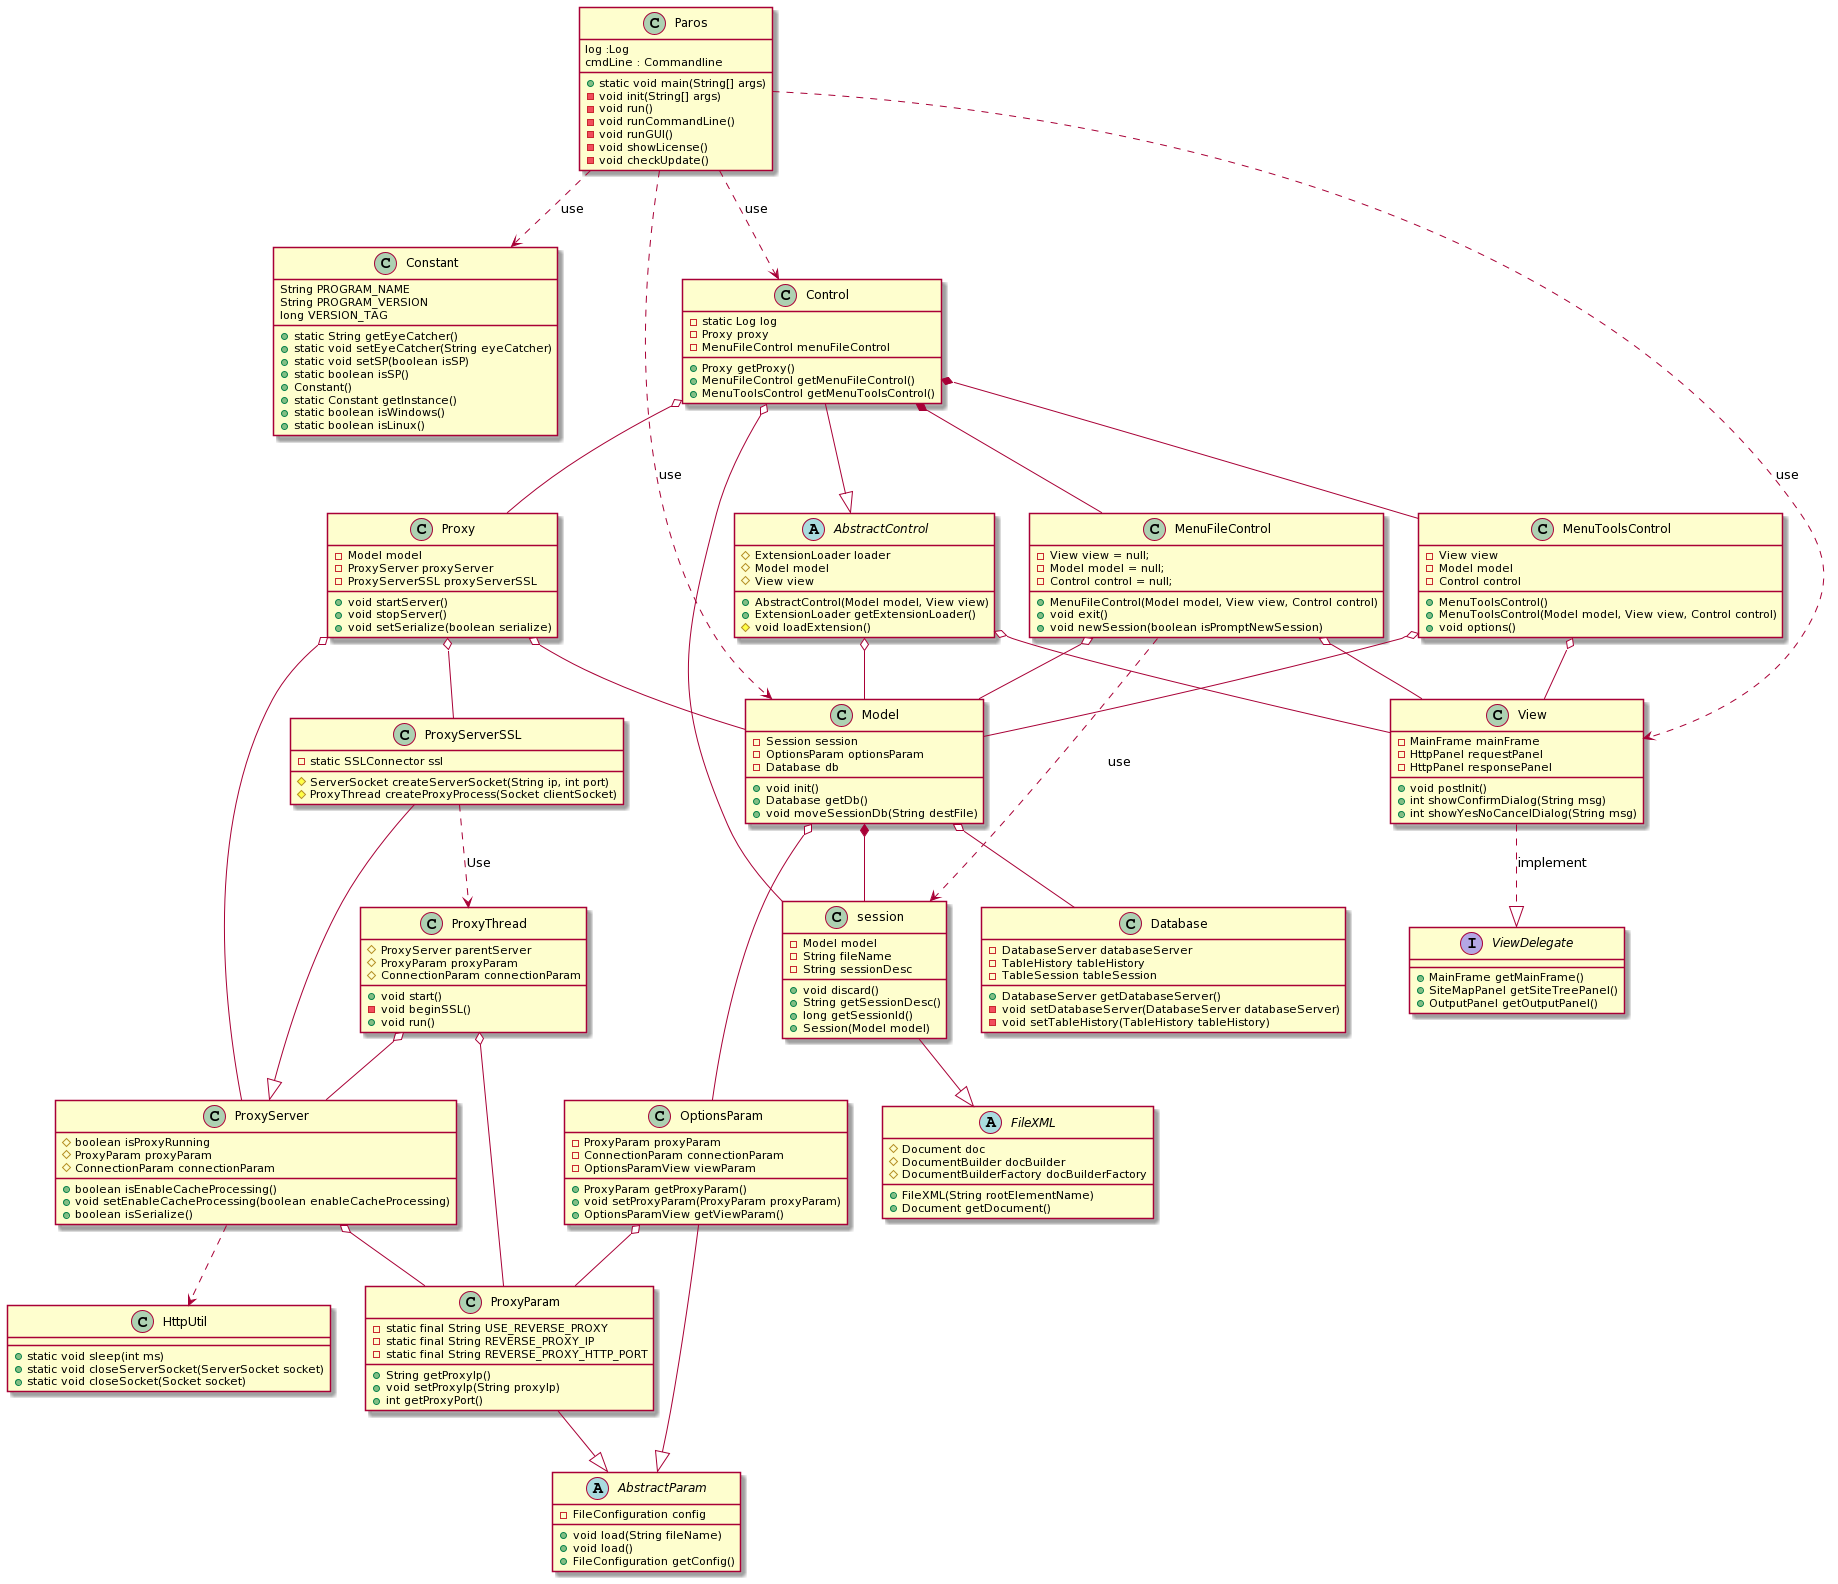 C Paros
log :Log
cmdLine : Commandline
static void main(String[] args)
void init(String[] args)
void run()
void runCommandLine()
void runGUI()
void showLicense()
void checkUpdate()
use
use
C Constant
String PROGRAM_NAME
String PROGRAM_VERSION
long VERSION_TAG
static String getEyeCatcher()
static void setEyeCatcher(String eyeCatcher)
static void setSP(boolean isSP)
static boolean isSP()
Constant()
static Constant getInstance()
static boolean isWindows()
static boolean isLinux()
C Control
static Log log
Proxy proxy
MenuFileControl menuFileControl
Proxy getProxy()
MenuFileControl getMenuFileControl()
MenuToolsControl getMenuToolsControl()
use
use
C Proxy
Model model
ProxyServer proxyServer
ProxyServerSSL proxyServerSSL
void startServer()
void stopServer()
void setSerialize(boolean serialize)
A AbstractControl
ExtensionLoader loader
Model model
View view
AbstractControl(Model model, View view)
ExtensionLoader getExtensionLoader()
void loadExtension()
C MenuFileControl
View view = null;
Model model = null;
Control control = null;
MenuFileControl(Model model, View view, Control control)
void exit()
void newSession(boolean isPromptNewSession)
C MenuToolsControl
View view
Model model
Control control
MenuToolsControl()
MenuToolsControl(Model model, View view, Control control)
void options()
C ProxyServerSSL
static SSLConnector ssl
ServerSocket createServerSocket(String ip, int port)
ProxyThread createProxyProcess(Socket clientSocket)
C Model
Session session
OptionsParam optionsParam
Database db
void init()
Database getDb()
void moveSessionDb(String destFile)
use
C View
MainFrame mainFrame
HttpPanel requestPanel
HttpPanel responsePanel
void postInit()
int showConfirmDialog(String msg)
int showYesNoCancelDialog(String msg)
Use
implement
C ProxyThread
ProxyServer parentServer
ProxyParam proxyParam
ConnectionParam connectionParam
void start()
void beginSSL()
void run()
C session
Model model
String fileName
String sessionDesc
void discard()
String getSessionDesc()
long getSessionId()
Session(Model model)
C Database
DatabaseServer databaseServer
TableHistory tableHistory
TableSession tableSession
DatabaseServer getDatabaseServer()
void setDatabaseServer(DatabaseServer databaseServer)
void setTableHistory(TableHistory tableHistory)
I ViewDelegate
MainFrame getMainFrame()
SiteMapPanel getSiteTreePanel()
OutputPanel getOutputPanel()
C ProxyServer
boolean isProxyRunning
ProxyParam proxyParam
ConnectionParam connectionParam
boolean isEnableCacheProcessing()
void setEnableCacheProcessing(boolean enableCacheProcessing)
boolean isSerialize()
C OptionsParam
ProxyParam proxyParam
ConnectionParam connectionParam
OptionsParamView viewParam
ProxyParam getProxyParam()
void setProxyParam(ProxyParam proxyParam)
OptionsParamView getViewParam()
A FileXML
Document doc
DocumentBuilder docBuilder
DocumentBuilderFactory docBuilderFactory
FileXML(String rootElementName)
Document getDocument()
C HttpUtil
static void sleep(int ms)
static void closeServerSocket(ServerSocket socket)
static void closeSocket(Socket socket)
C ProxyParam
static final String USE_REVERSE_PROXY
static final String REVERSE_PROXY_IP
static final String REVERSE_PROXY_HTTP_PORT
String getProxyIp()
void setProxyIp(String proxyIp)
int getProxyPort()
A AbstractParam
FileConfiguration config
void load(String fileName)
void load()
FileConfiguration getConfig()